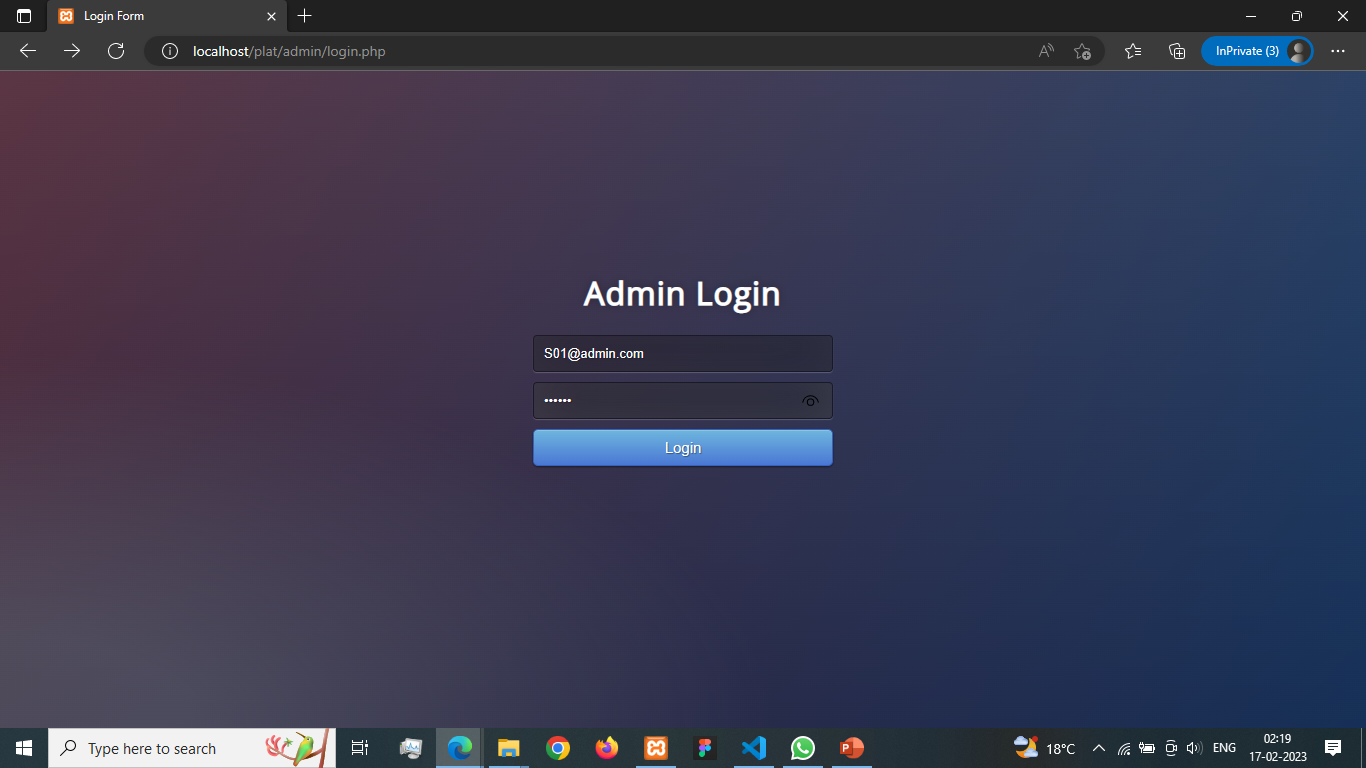 Login Form
localhost/plat/admin/login.php
InPrivate (3)
Admin Login
S01@admin.com
••••••
Login
Type here to search
18°C
ENG
02:19
17-02-2023